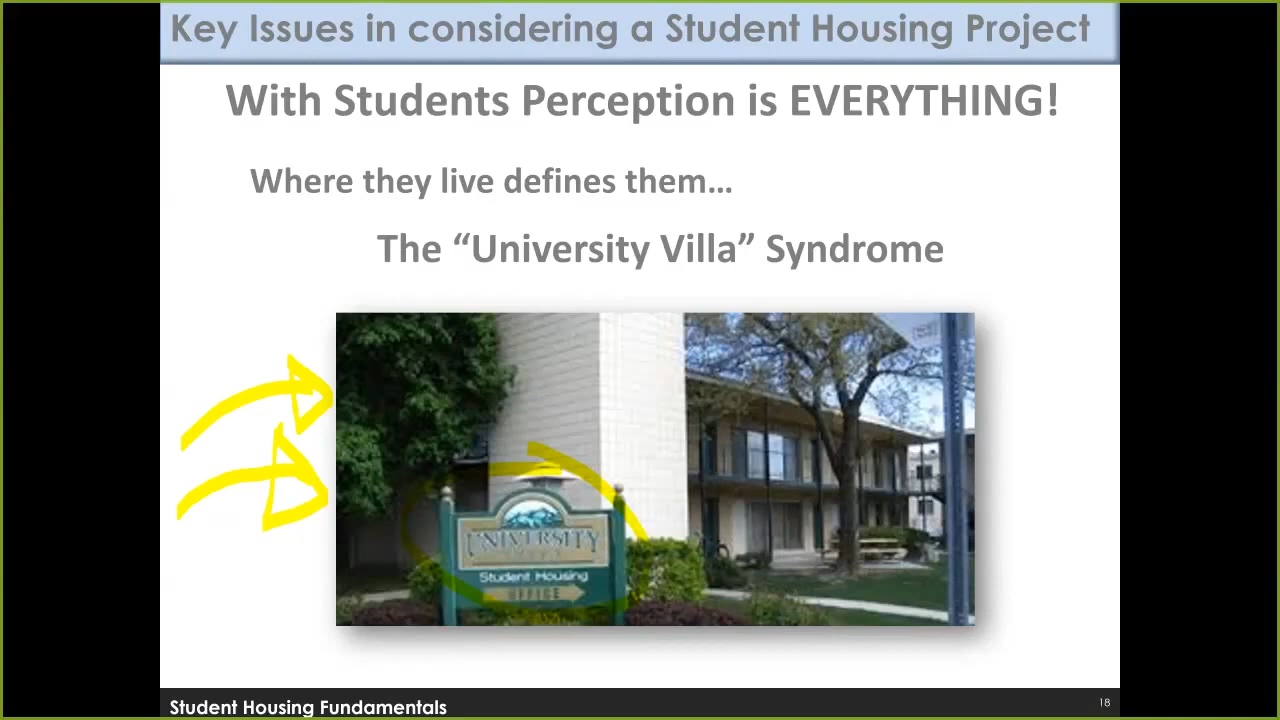 Key Issues in considering a Student Housing Project
With Students Perception is EVERYTHING!
Where they live defines them…
The “University Villa” Syndrome
UNIVERSITY
Student Housing
OFFICE
Student Housing Fundamentals
18